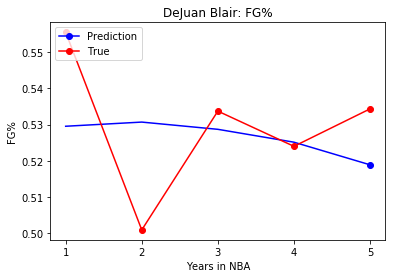 DeJuan Blair: FG%
Prediction
True
0.55
0.54
0.53
0.52
0.51
0.50
FG%
1 2 3 4 5
Years in NBA